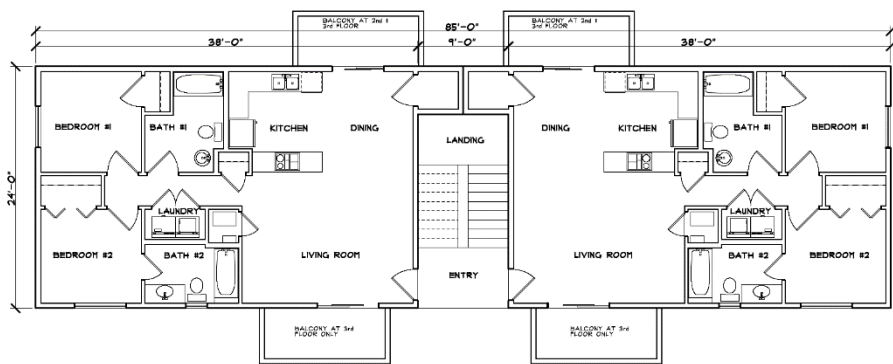 BALCONY AT 2nd &
3rd FLOOR
85'-0"
BALCONY AT 2nd &
3rd FLOOR
38'-0"
9'-0"
38'-0"
24'-0"
BEDROOM #1
BATH #1
KITCHEN
DINING
LANDING
DINING
KITCHEN
BATH #1
BEDROOM #1
LAUNDRY
LAUNDRY
BEDROOM #2
BATH #2
LIVING ROOM
ENTRY
LIVING ROOM
BATH #2
BEDROOM #2
BALCONY AT 3rd
FLOOR ONLY
BALCONY AT 3rd
FLOOR ONLY